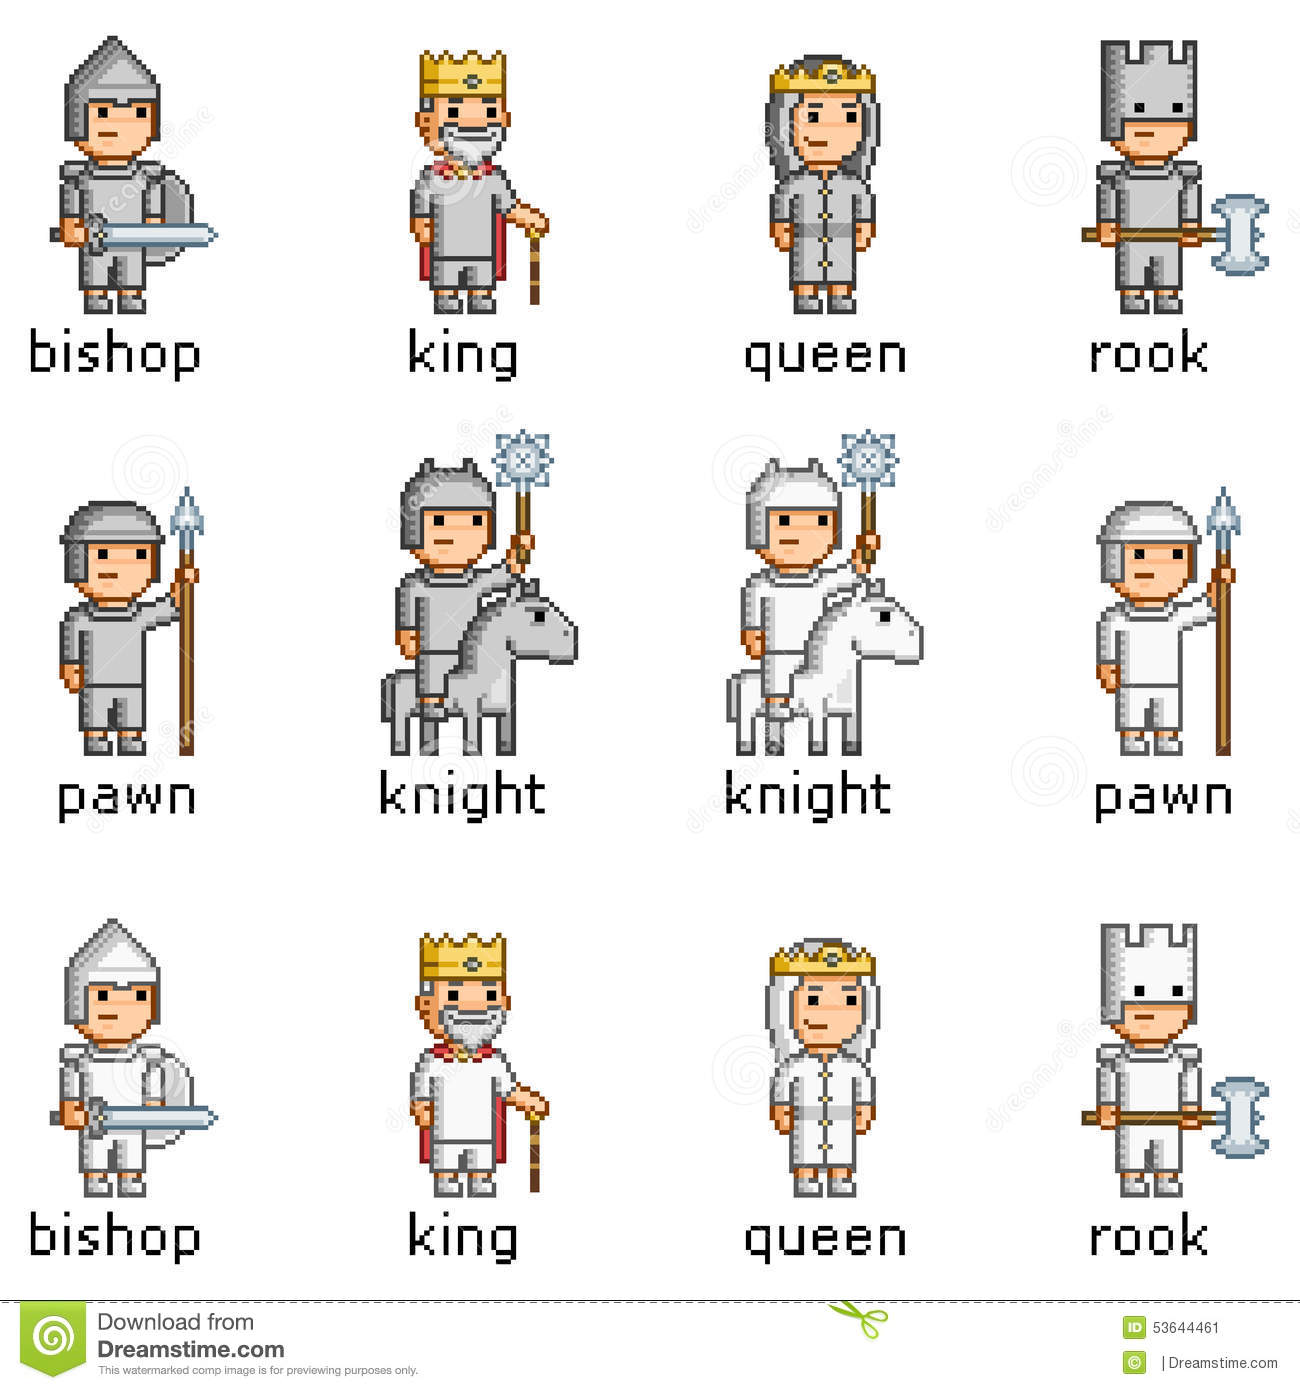 bishop king queen rook
pawn knight knight pawn
bishop king queen rook
Download from
Dreamstime.com
This watermarked comp image is for previewing purposes only.
ID 53644461
© | Dreamstime.com
dreamstime